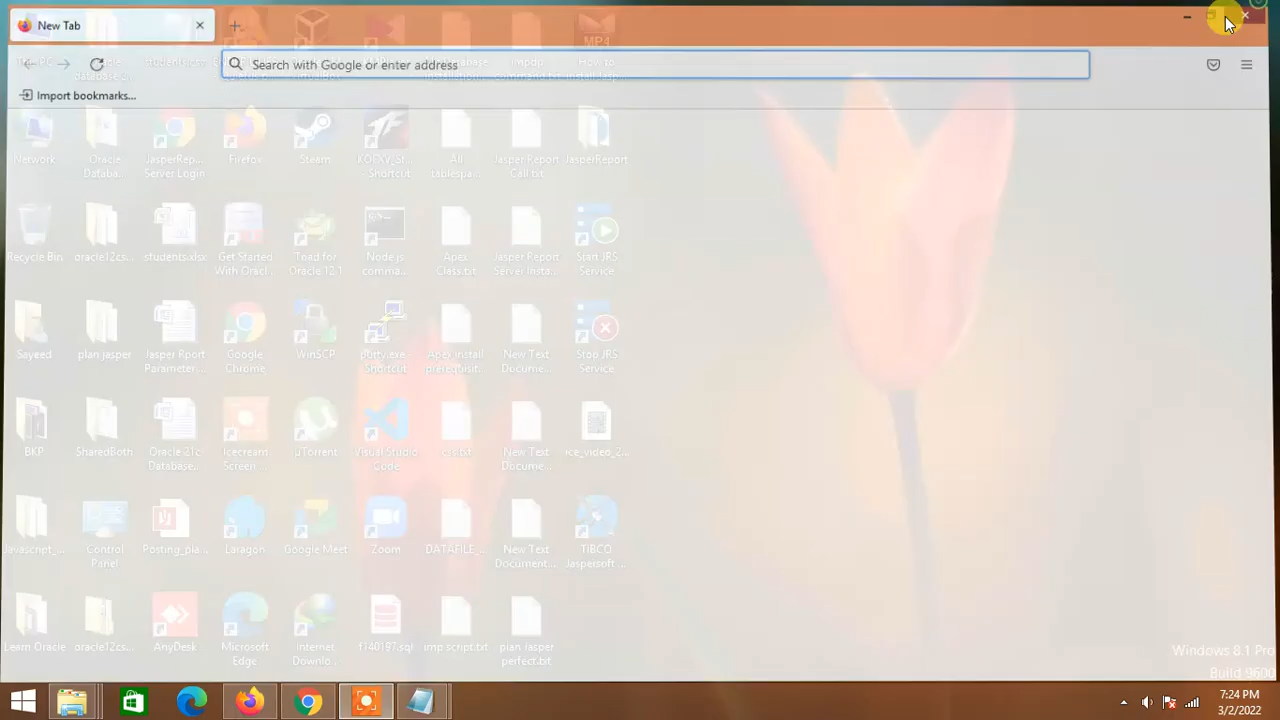 New Tab
MP4
Search with Google or enter address
Import bookmarks...
Network
Oracle
Databa...
JasperRep...
Server Login
Firefox
Steam
KOFXV_St...
Shortcut
All
tablespa...
Jasper Report
Call.txt
JasperReport
Recycle Bin
oracle12cs...
students.xlsx
Get Started
With Oracl...
Toad for
Oracle 12.1
Node.js
comma...
Apex
Class.txt
Jasper Report
Server Insta...
Start JRS
Service
Sayeed
plan jasper
Jasper Rport
Parameter...
Google
Chrome
WinSCP
putty.exe -
Shortcut
Apex install
prerequisit...
New Text
Docume...
Stop JRS
Service
BKP
SharedBoth
Oracle 21c
Database...
Icecream
Screen ...
µTorrent
Visual Studio
Code
css.txt
New Text
Docume...
ice_video_2...
Javascript_...
Control
Panel
Posting_pla...
Laragon
Google Meet
Zoom
DATAFILE_...
New Text
Document...
TIBCO
Jaspersoft ...
Learn Oracle
oracle12cs...
AnyDesk
Microsoft
Edge
Internet
Downlo...
f140187.sql
imp script.txt
plan Jasper
perfect.txt
Windows 8.1 Pro
Build 9600
7:24 PM
3/2/2022